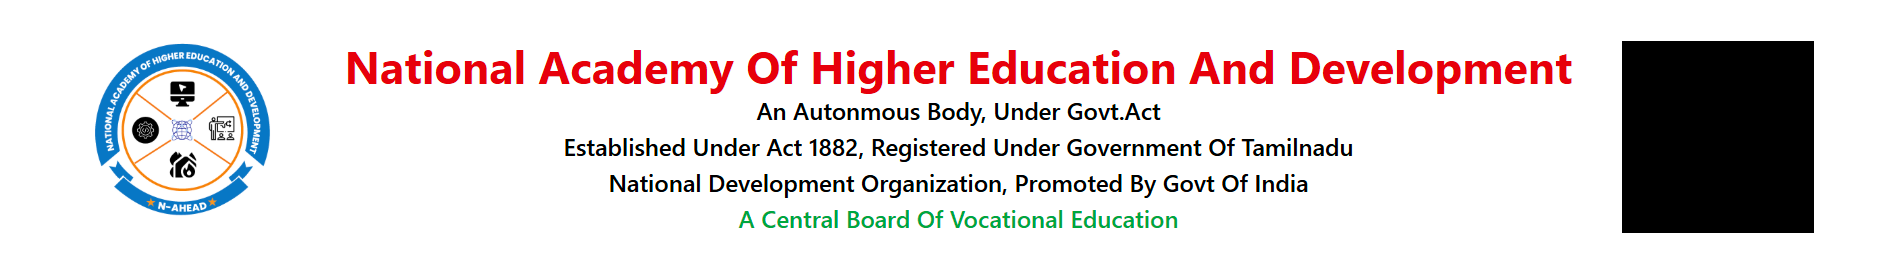 NATIONAL ACADEMY OF HIGHER EDUCATION AND DEVELOPMENT
N-AHEAD
National Academy Of Higher Education And Development
An Autonmous Body, Under Govt.Act
Established Under Act 1882, Registered Under Government Of Tamilnadu
National Development Organization, Promoted By Govt Of India
A Central Board Of Vocational Education